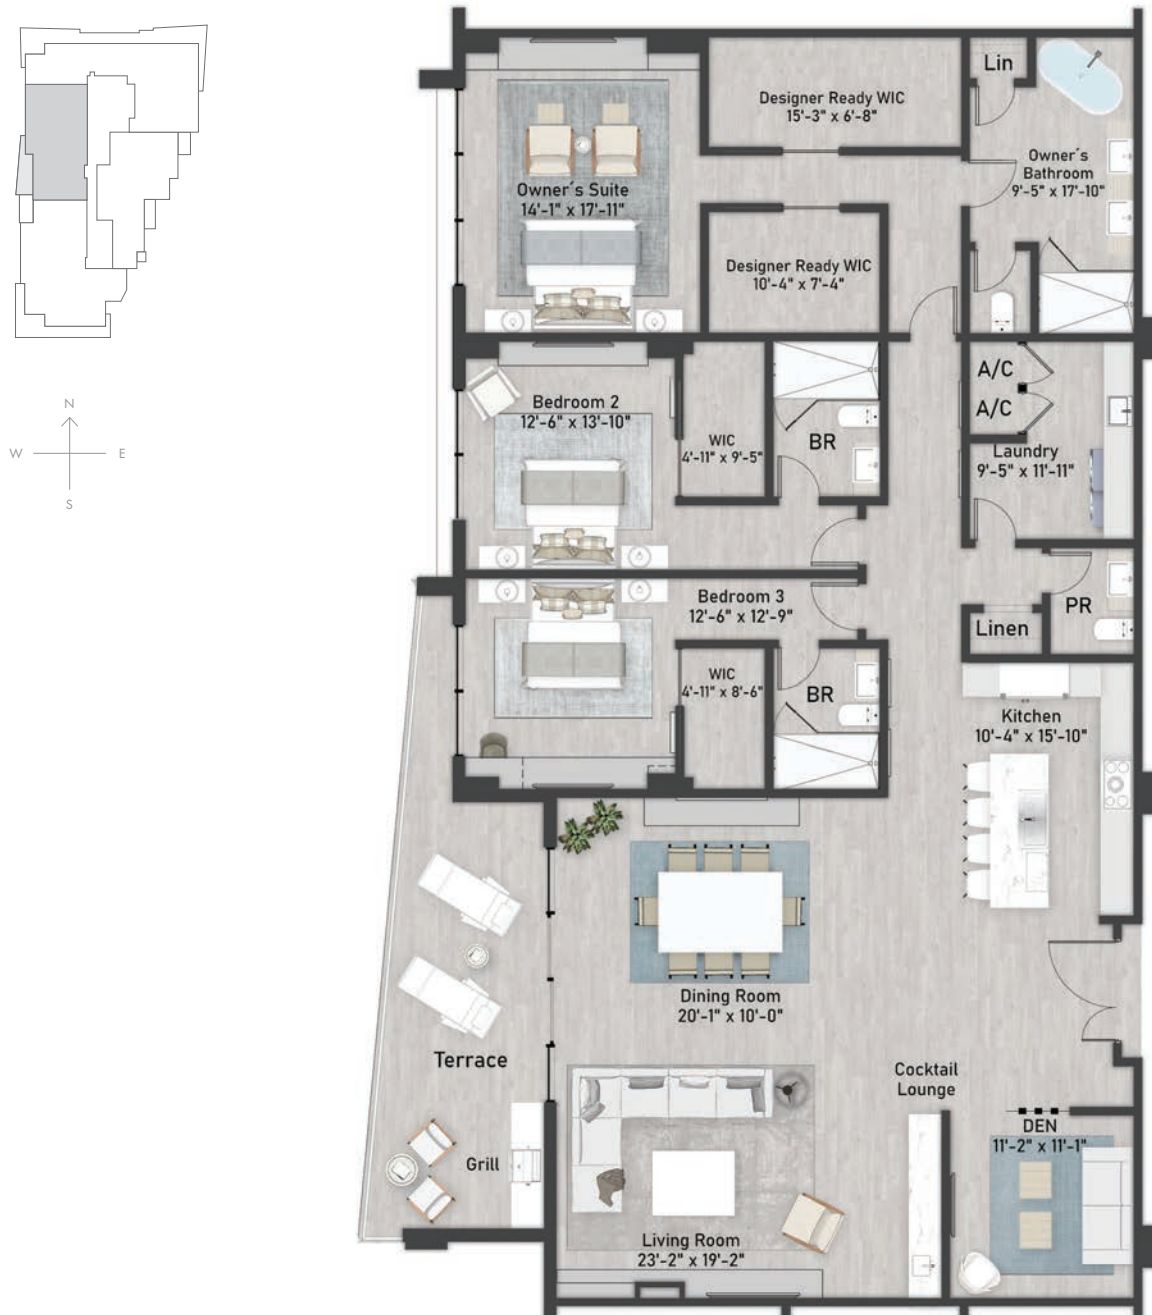 Designer Ready WIC
15'-3" x 6'-8"
Lin
Owner´s
Bathroom
9'-5" x 17'-10"
Owner´s Suite
14'-1" x 17'-11"
Designer Ready WIC
10'-4" x 7'-4"
N
W
E
S
Bedroom 2
12'-6" x 13'-10"
WIC
4'-11" x 9'-5"
BR
A/C
A/C
Laundry
9'-5" x 11'-11"
Bedroom 3
12'-6" x 12'-9"
PR
Linen
WIC
4'-11" x 8'-6"
BR
Kitchen
10'-4" x 15'-10"
Dining Room
20'-1" x 10'-0"
Terrace
Cocktail
Lounge
DEN
11'-2" x 11'-1"
Grill
Living Room
23'-2" x 19'-2"